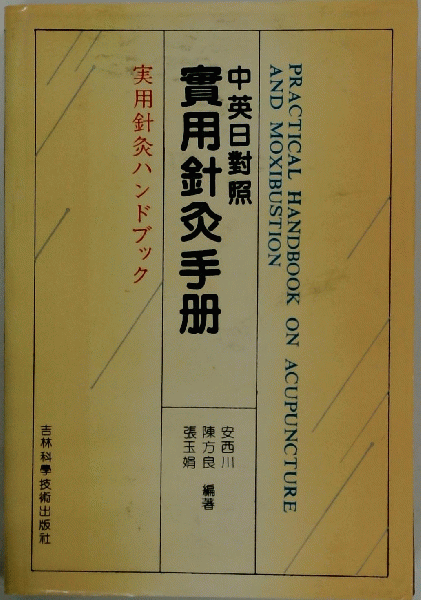 PRACTICAL HANDBOOK ON ACUPUNCTURE
AND MOXIBUSTION
中英日對照
實用針灸手册
実用針灸ハンドブック
安西川
陳方良 編著
張玉娟
吉林科學技術出版社